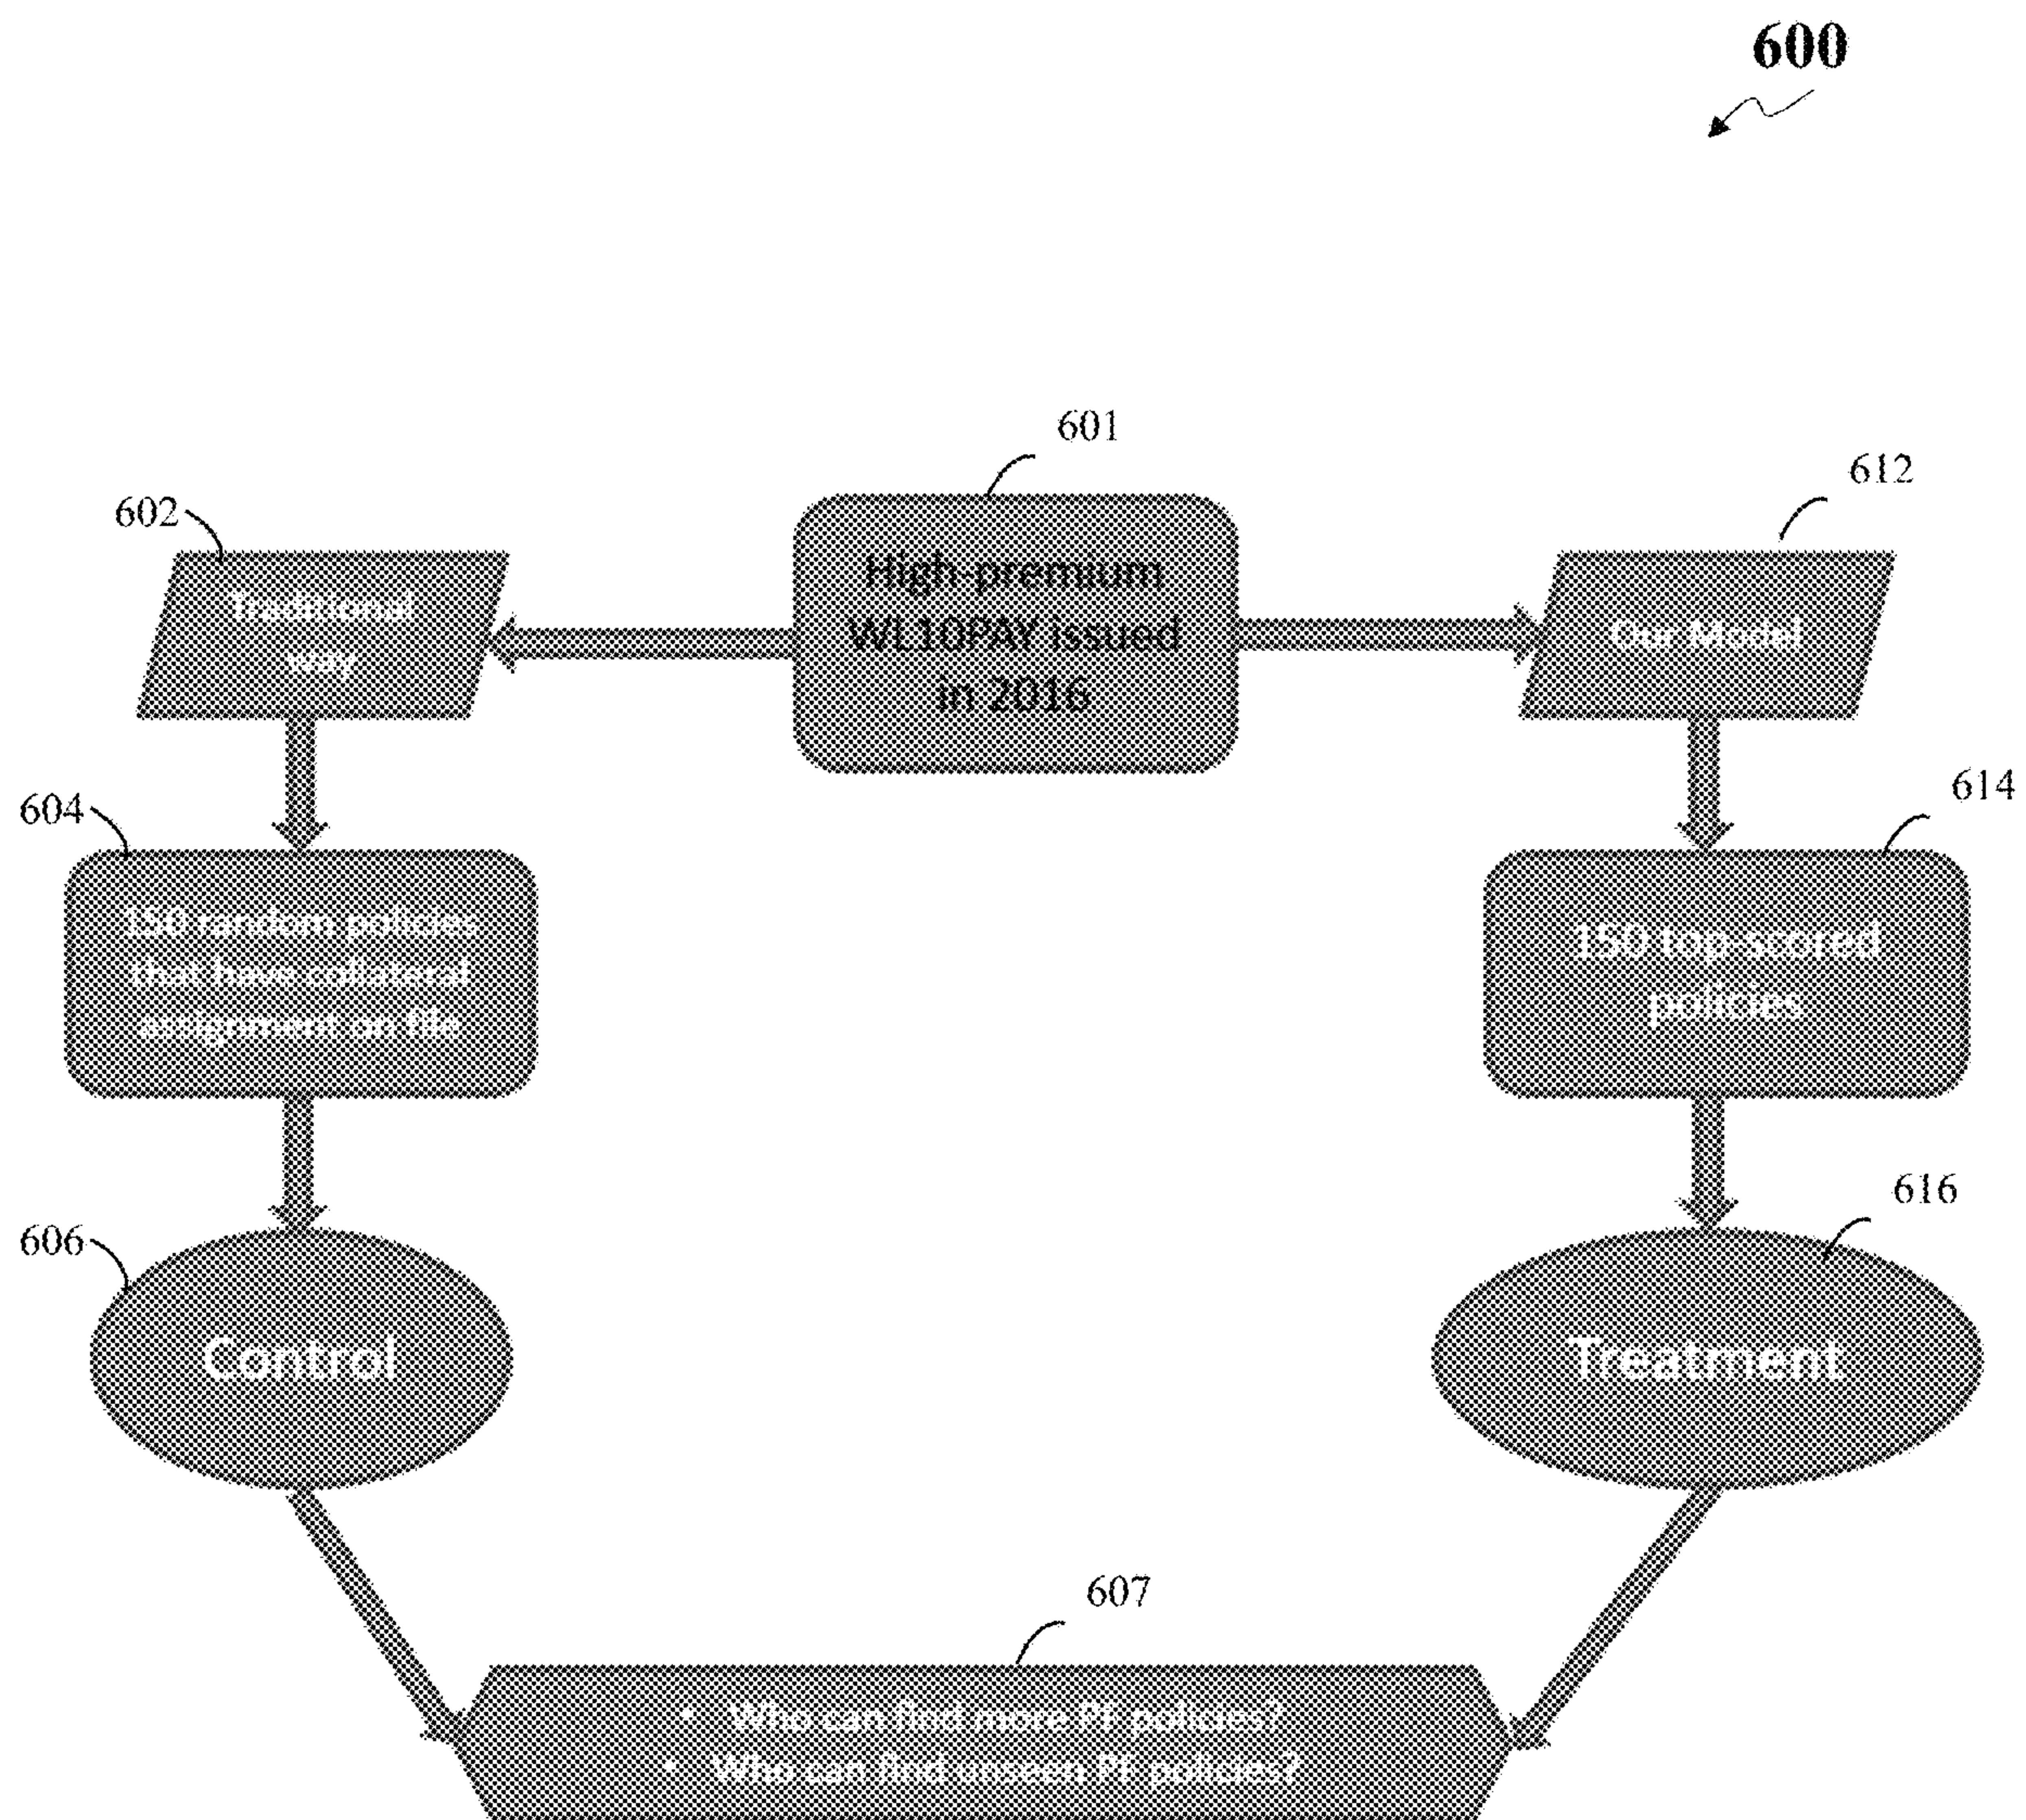 600
601
High-premium
WL10PAY issued
in 2016
602
Traditional
way
612
Our Model
604
150 random policies
that have collateral
assignment on file
614
150 top-scored
policies
606
Control
616
Treatment
607
• Who can find more PF policies?
• Who can find unseen PF policies?